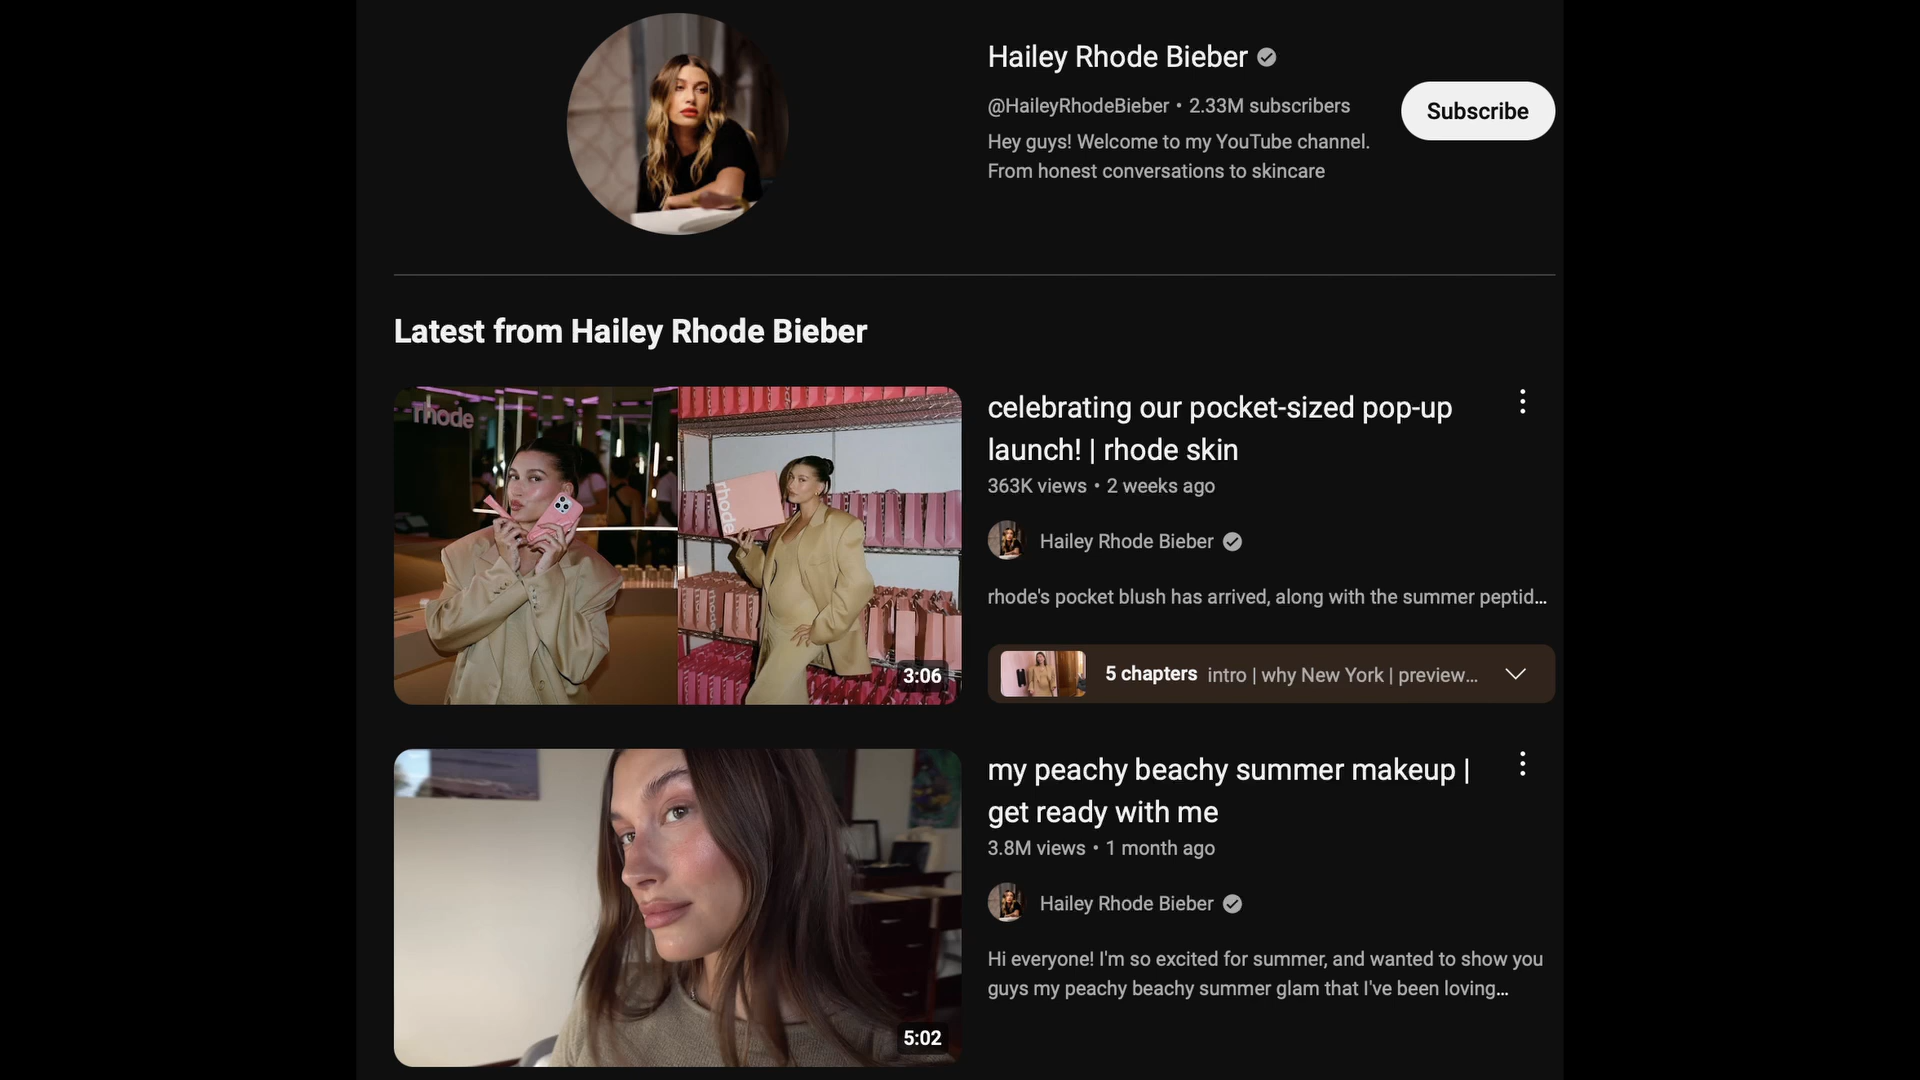 Hailey Rhode Bieber
@HaileyRhodeBieber • 2.33M subscribers
Hey guys! Welcome to my YouTube channel.
From honest conversations to skincare
Subscribe
Latest from Hailey Rhode Bieber
rhode
rhode
3:06
celebrating our pocket-sized pop-up
launch! | rhode skin
363K views • 2 weeks ago
Hailey Rhode Bieber
rhode's pocket blush has arrived, along with the summer peptid...
5 chapters intro | why New York | preview...
5:02
my peachy beachy summer makeup |
get ready with me
3.8M views • 1 month ago
Hailey Rhode Bieber
Hi everyone! I'm so excited for summer, and wanted to show you
guys my peachy beachy summer glam that I've been loving...